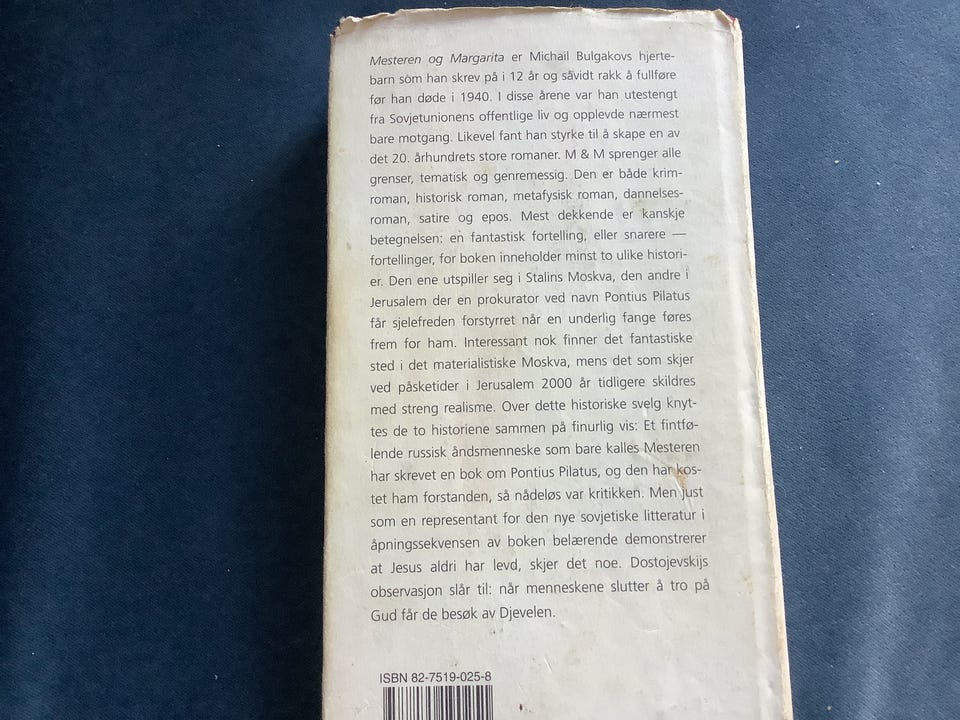 Mesteren og Margarita er Michail Bulgakovs hjerte-
barn som han skrev på i 12 år og såvidt rakk å fullføre
før han døde i 1940. I disse årene var han utestengt
fra Sovjetunionens offentlige liv og opplevde nærmest
bare motgang. Likevel fant han styrke til å skape en av
det 20. århundrets store romaner. M & M sprenger alle
grenser, tematisk og genremessig. Den er både krim-
roman, historisk roman, metafysisk roman, dannelses-
roman, satire og epos. Mest dekkende er kanskje
betegnelsen: en fantastisk fortelling, eller snarere —
fortellinger, for boken inneholder minst to ulike histori-
er. Den ene utspiller seg i Stalins Moskva, den andre i
Jerusalem der en prokurator ved navn Pontius Pilatus
får sjelefreden forstyrret når en underlig fange føres
frem for ham. Interessant nok finner det fantastiske
sted i det materialistiske Moskva, mens det som skjer
ved påsketider i Jerusalem 2000 år tidligere skildres
med streng realisme. Over dette historiske svelg knyt-
tes de to historiene sammen på finurlig vis: Et fintfø-
lende russisk åndsmenneske som bare kalles Mesteren
har skrevet en bok om Pontius Pilatus, og den har kos-
tet ham forstanden, så nådeløs var kritikken. Men just
som en representant for den nye sovjetiske litteratur i
åpningssekvensen av boken belærende demonstrerer
at Jesus aldri har levd, skjer det noe. Dostojevskijs
observasjon slår til: når menneskene slutter å tro på
Gud får de besøk av Djevelen.
ISBN 82-7519-025-8